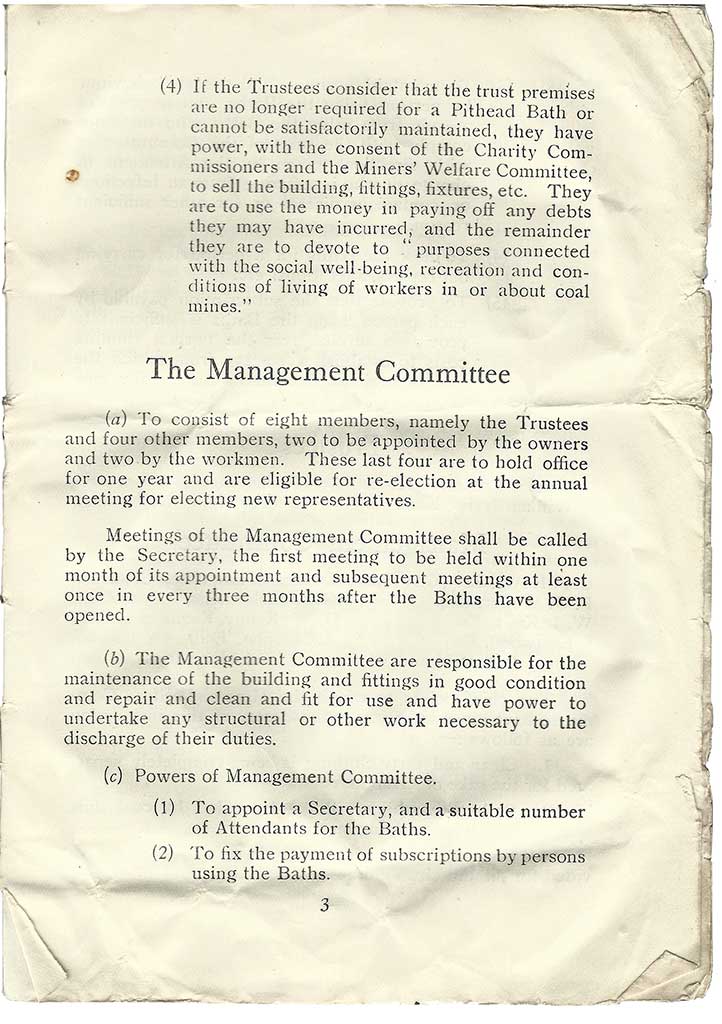 (4) If the Trustees consider that the trust premises
are no longer required for a Pithead Bath or
cannot be satisfactorily maintained, they have
power, with the consent of the Charity Com-
missioners and the Miners' Welfare Committee,
to sell the building, fittings, fixtures, etc. They
are to use the money in paying off any debts
they may have incurred, and the remainder
they are to devote to "purposes connected
with the social well-being, recreation and con-
ditions of living of workers in or about coal
mines."
The Management Committee
(a) To consist of eight members, namely the Trustees
and four other members, two to be appointed by the owners
and two by the workmen. These last four are to hold office
for one year and are eligible for re-election at the annual
meeting for electing new representatives.
Meetings of the Management Committee shall be called
by the Secretary, the first meeting to be held within one
month of its appointment and subsequent meetings at least
once in every three months after the Baths have been
opened.
(b) The Management Committee are responsible for the
maintenance of the building and fittings in good condition
and repair and clean and fit for use and have power to
undertake any structural or other work necessary to the
discharge of their duties.
(c) Powers of Management Committee.
(1) To appoint a Secretary, and a suitable number
of Attendants for the Baths.
(2) To fix the payment of subscriptions by persons
using the Baths.
3